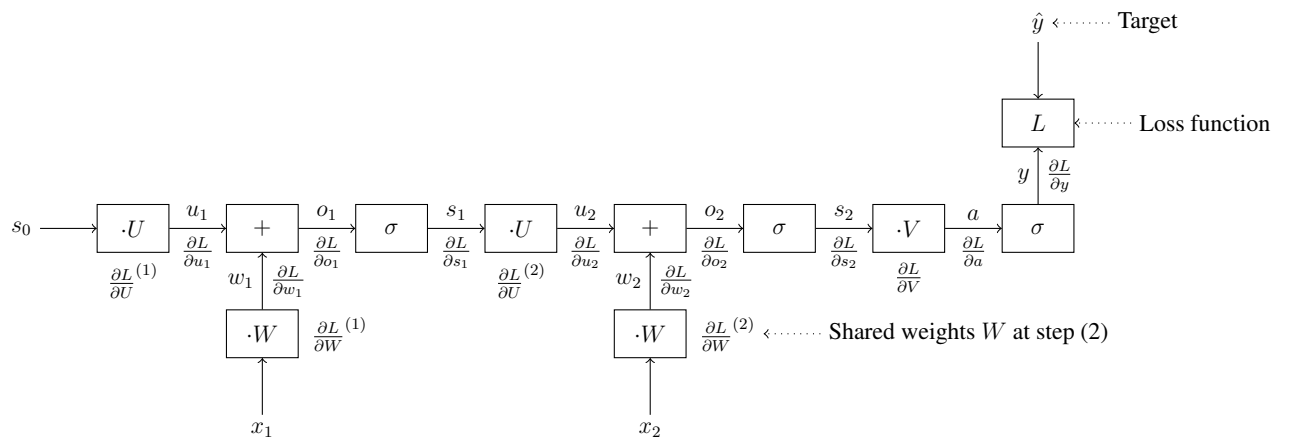 ŷ Target
L Loss function
y ∂L/∂y
u₁ o₁ s₁ u₂ o₂ s₂ a
s₀ ·U + σ ·U + σ ·V σ
∂L/∂u₁ ∂L/∂o₁ ∂L/∂s₁ ∂L/∂u₂ ∂L/∂o₂ ∂L/∂s₂ ∂L/∂a
∂L/∂U⁽¹⁾ w₁ ∂L/∂w₁ ∂L/∂U⁽²⁾ w₂ ∂L/∂w₂ ∂L/∂V
·W ∂L/∂W⁽¹⁾ ·W ∂L/∂W⁽²⁾ Shared weights W at step (2)
x₁ x₂